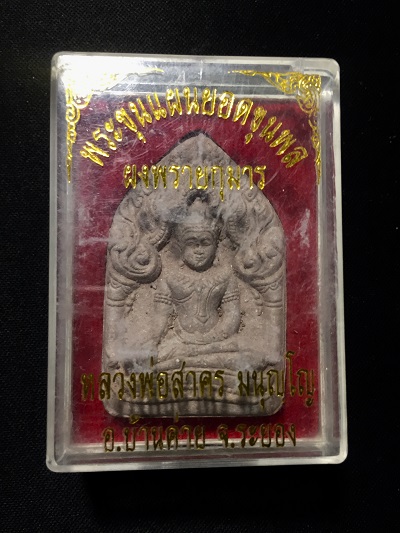 พระขุนแผนยอดขุนพล
ผงพรายกุมาร
หลวงพ่อสาคร มนุญโญ
อ.บ้านค่าย จ.ระยอง